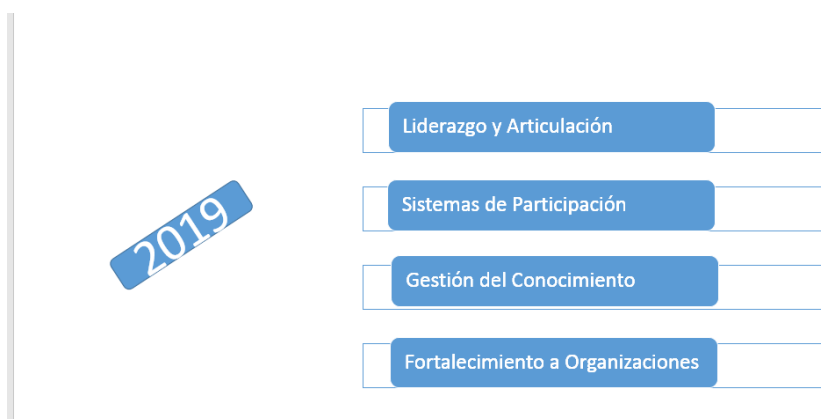 2019
Liderazgo y Articulación
Sistemas de Participación
Gestión del Conocimiento
Fortalecimiento a Organizaciones